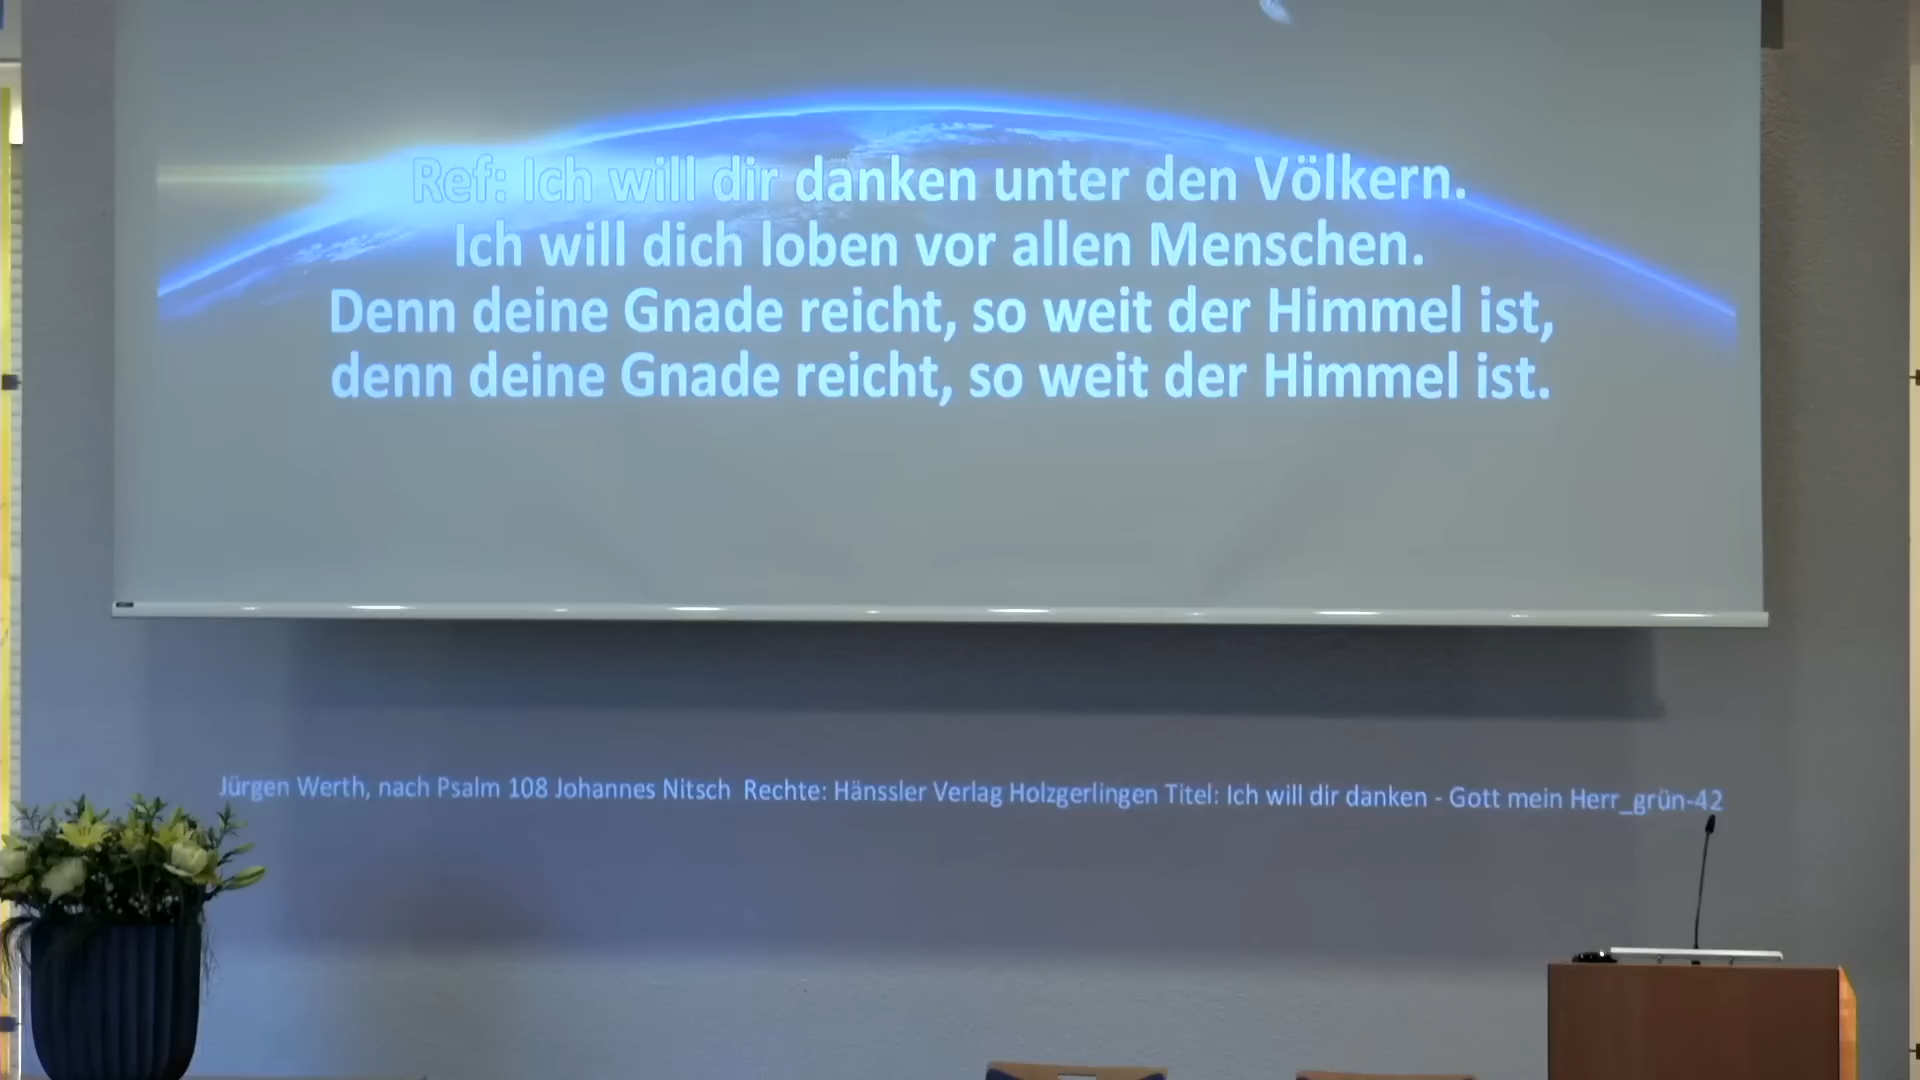 Ref: Ich will dir danken unter den Völkern.
Ich will dich loben vor allen Menschen.
Denn deine Gnade reicht, so weit der Himmel ist,
denn deine Gnade reicht, so weit der Himmel ist.
Jürgen Werth, nach Psalm 108 Johannes Nitsch Rechte: Hänssler Verlag Holzgerlingen Titel: Ich will dir danken - Gott mein Herr_grün-42